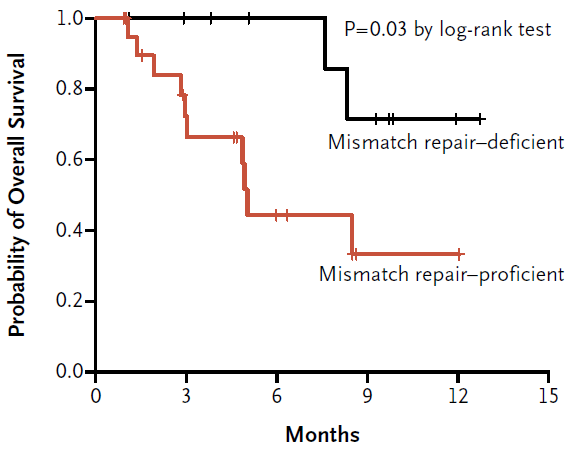 P=0.03 by log-rank test
Mismatch repair–deficient
Mismatch repair–proficient
Probability of Overall Survival
1.0
0.8
0.6
0.4
0.2
0.0
0 3 6 9 12 15
Months